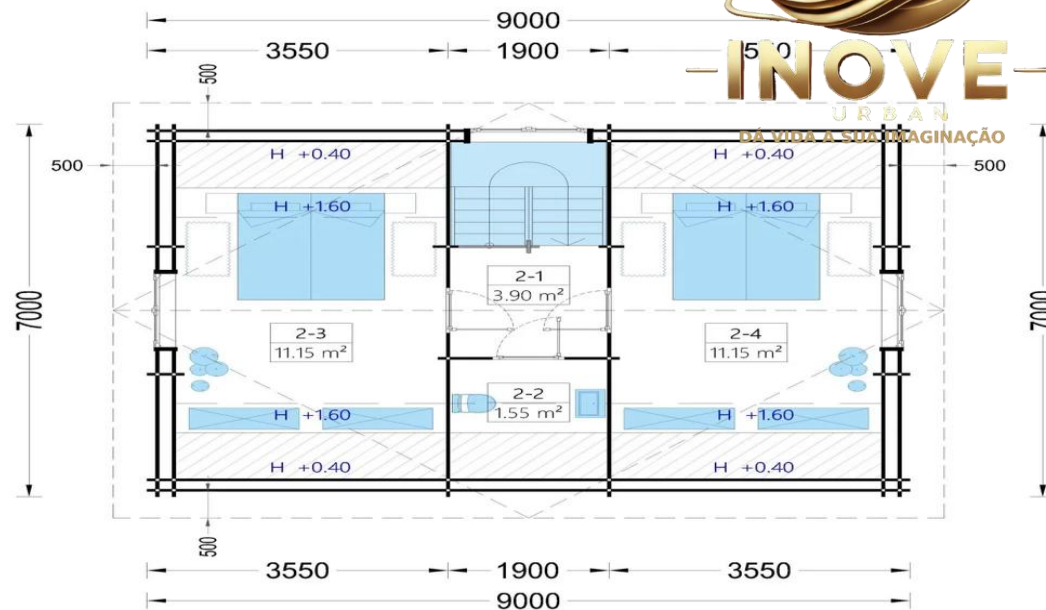 9000
3550
1900
3550
INOVE
URBAN
DÁ VIDA A SUA IMAGINAÇÃO
500
500
500
H +0.40
H +0.40
H +1.60
H +1.60
7000
7000
2-1
3.90 m²
2-3
11.15 m²
2-4
11.15 m²
2-2
1.55 m²
H +1.60
H +1.60
H +0.40
H +0.40
500
3550
1900
3550
9000